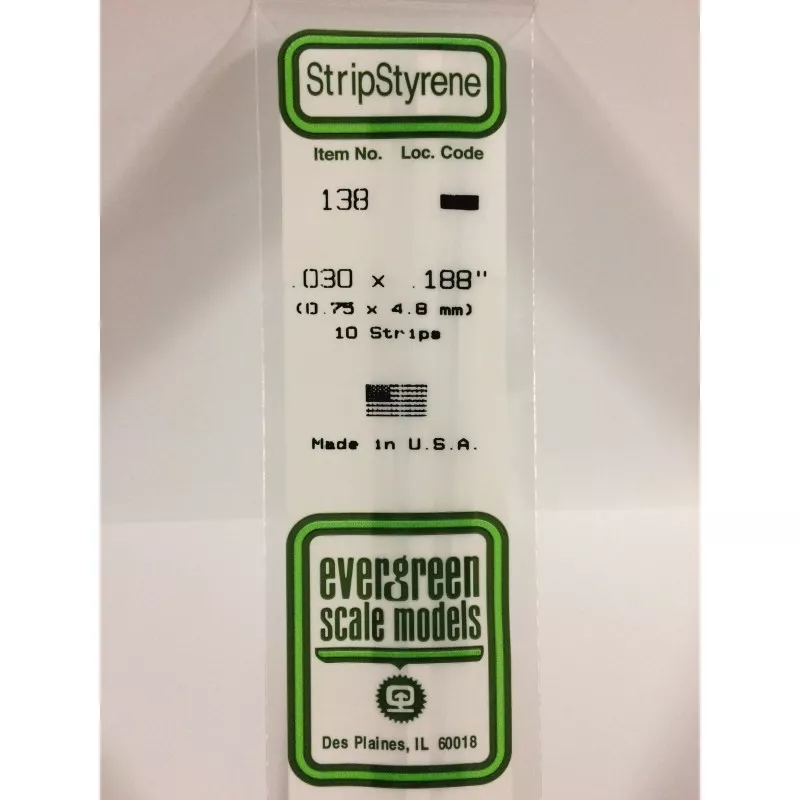 StripStyrene
Item No. Loc. Code
138
.030 x .188"
(0.75 x 4.8 mm)
10 Strips
Made in U.S.A.
evergreen
scale models
Des Plaines, IL 60018